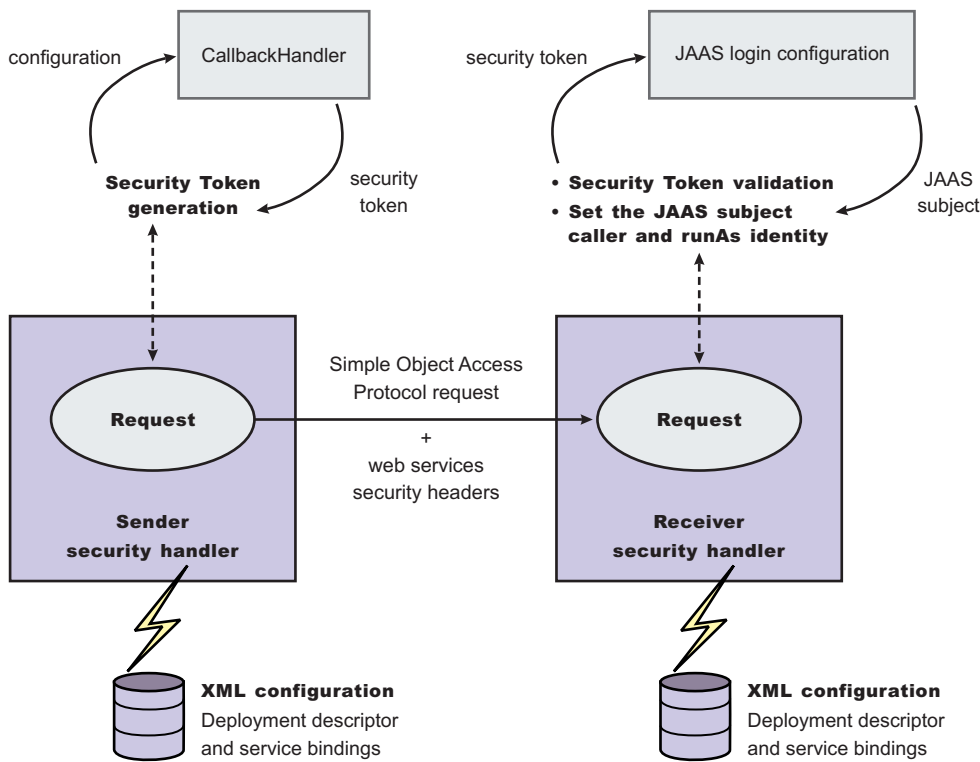 configuration
CallbackHandler
security token
JAAS login configuration
Security Token
generation
security
token
• Security Token validation
• Set the JAAS subject
caller and runAs identity
JAAS
subject
Simple Object Access
Protocol request
Request
Request
+
web services
security headers
Sender
security handler
Receiver
security handler
XML configuration
Deployment descriptor
and service bindings
XML configuration
Deployment descriptor
and service bindings